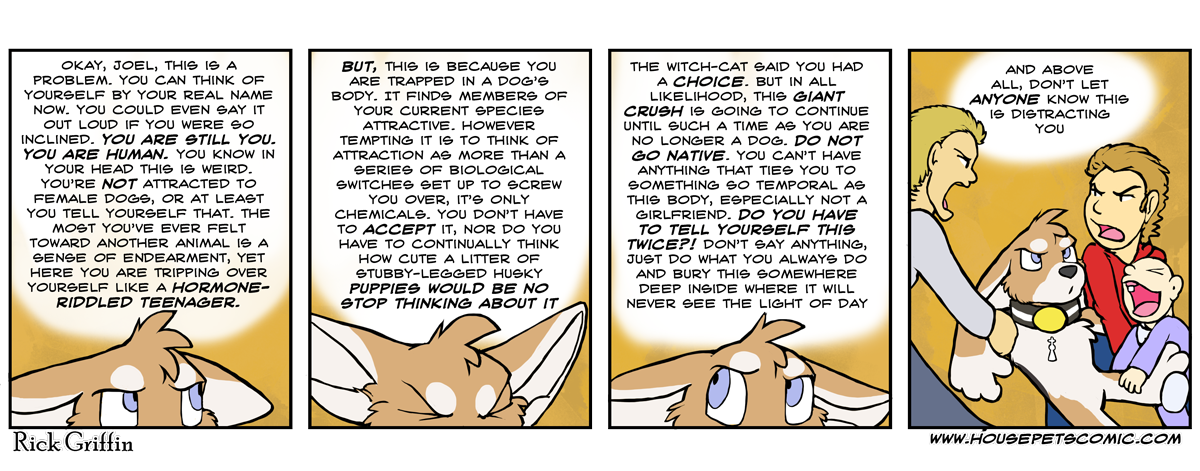 OKAY, JOEL, THIS IS A
PROBLEM. YOU CAN THINK OF
YOURSELF BY YOUR REAL NAME
NOW. YOU COULD EVEN SAY IT
OUT LOUD IF YOU WERE SO
INCLINED. YOU ARE STILL YOU.
YOU ARE HUMAN. YOU KNOW IN
YOUR HEAD THIS IS WEIRD.
YOU'RE NOT ATTRACTED TO
FEMALE DOGS, OR AT LEAST
YOU TELL YOURSELF THAT. THE
MOST YOU'VE EVER FELT
TOWARD ANOTHER ANIMAL IS A
SENSE OF ENDEARMENT, YET
HERE YOU ARE TRIPPING OVER
YOURSELF LIKE A HORMONE-
RIDDLED TEENAGER.
BUT, THIS IS BECAUSE YOU
ARE TRAPPED IN A DOG'S
BODY. IT FINDS MEMBERS OF
YOUR CURRENT SPECIES
ATTRACTIVE. HOWEVER
TEMPTING IT IS TO THINK OF
ATTRACTION AS MORE THAN A
SERIES OF BIOLOGICAL
SWITCHES SET UP TO SCREW
YOU OVER, IT'S ONLY
CHEMICALS. YOU DON'T HAVE
TO ACCEPT IT, NOR DO YOU
HAVE TO CONTINUALLY THINK
HOW CUTE A LITTER OF
STUBBY-LEGGED HUSKY
PUPPIES WOULD BE NO
STOP THINKING ABOUT IT
THE WITCH-CAT SAID YOU HAD
A CHOICE. BUT IN ALL
LIKELIHOOD, THIS GIANT
CRUSH IS GOING TO CONTINUE
UNTIL SUCH A TIME AS YOU ARE
NO LONGER A DOG. DO NOT
GO NATIVE. YOU CAN'T HAVE
ANYTHING THAT TIES YOU TO
SOMETHING SO TEMPORAL AS
THIS BODY, ESPECIALLY NOT A
GIRLFRIEND. DO YOU HAVE
TO TELL YOURSELF THIS
TWICE?! DON'T SAY ANYTHING,
JUST DO WHAT YOU ALWAYS DO
AND BURY THIS SOMEWHERE
DEEP INSIDE WHERE IT WILL
NEVER SEE THE LIGHT OF DAY
AND ABOVE
ALL, DON'T LET
ANYONE KNOW THIS
IS DISTRACTING
YOU
Rick Griffin
WWW.HOUSEPETSCOMIC.COM